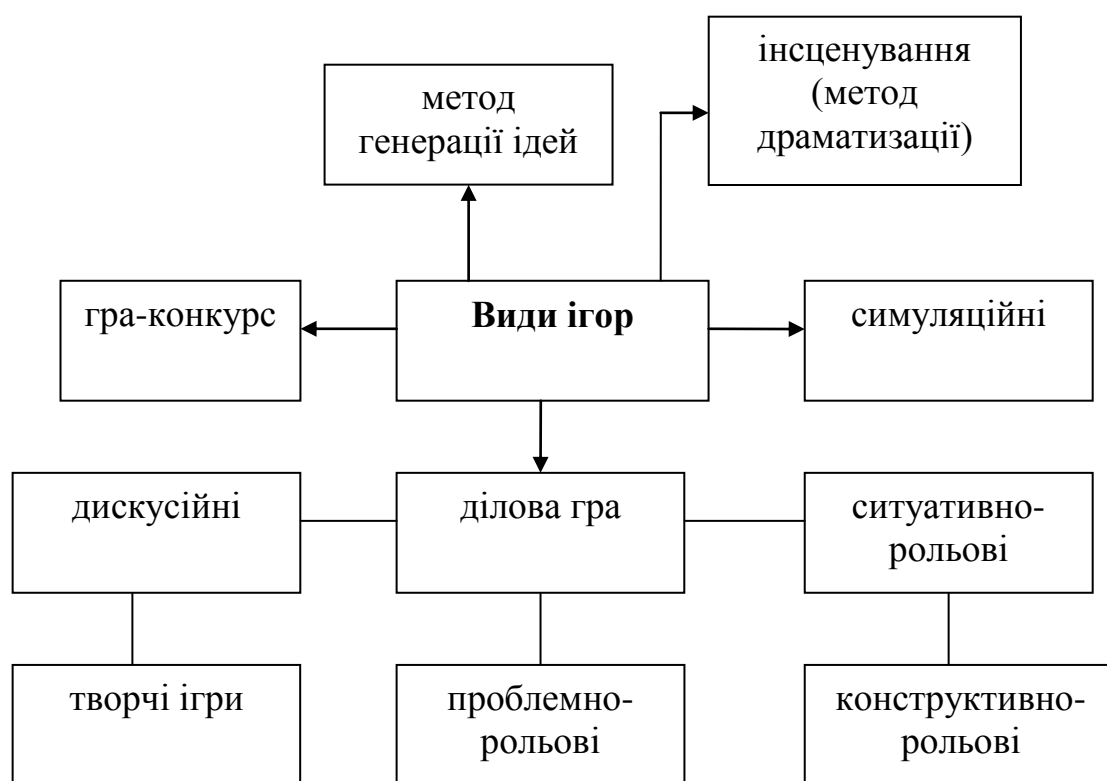 метод
генерації ідей
інсценування
(метод
драматизації)
гра-конкурс
Види ігор
симуляційні
дискусійні
ділова гра
ситуативно-
рольові
творчі ігри
проблемно-
рольові
конструктивно-
рольові